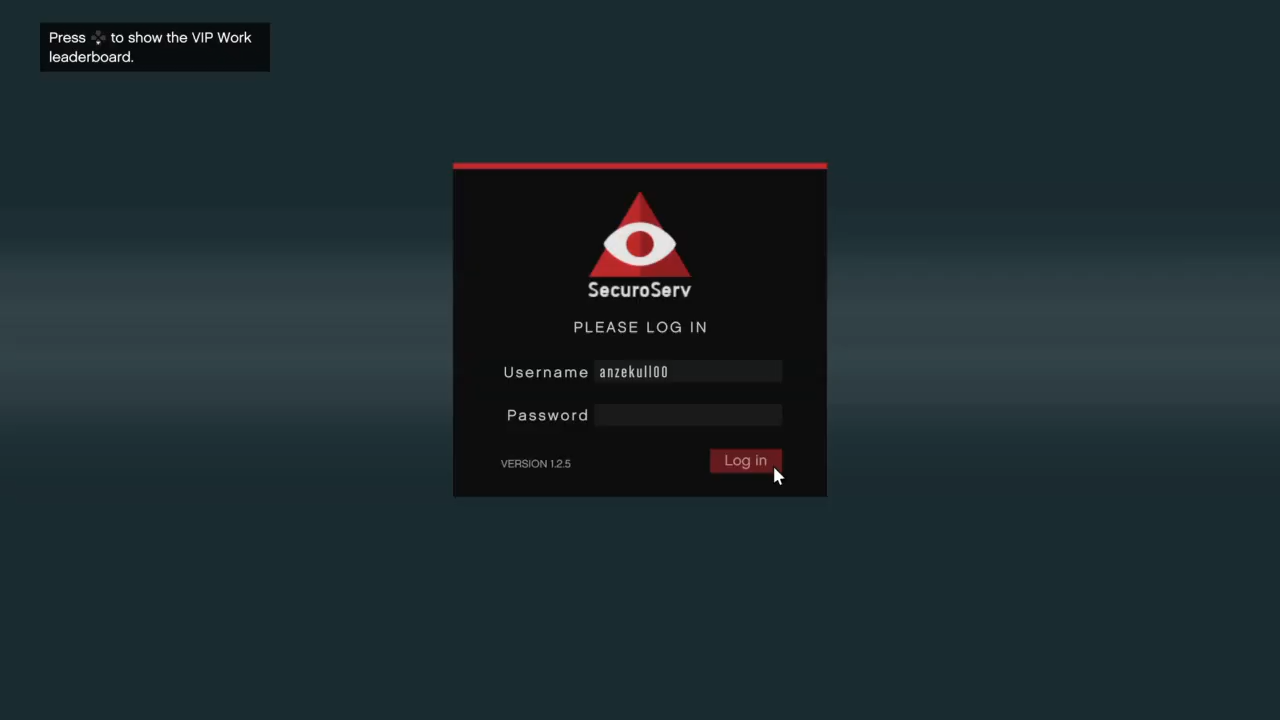 Press to show the VIP Work
leaderboard.
SecuroServ
PLEASE LOG IN
Username anzekull00
Password
VERSION 1.2.5
Log in